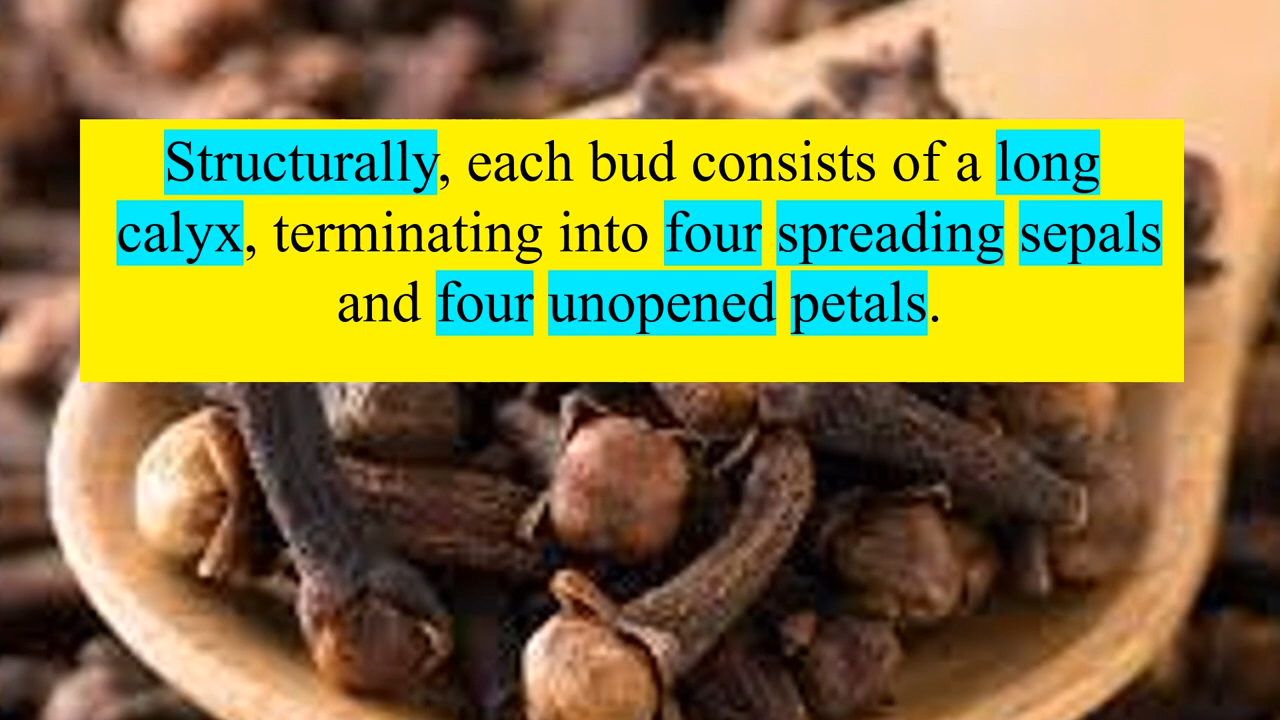 Structurally, each bud consists of a long
calyx, terminating into four spreading sepals
and four unopened petals.